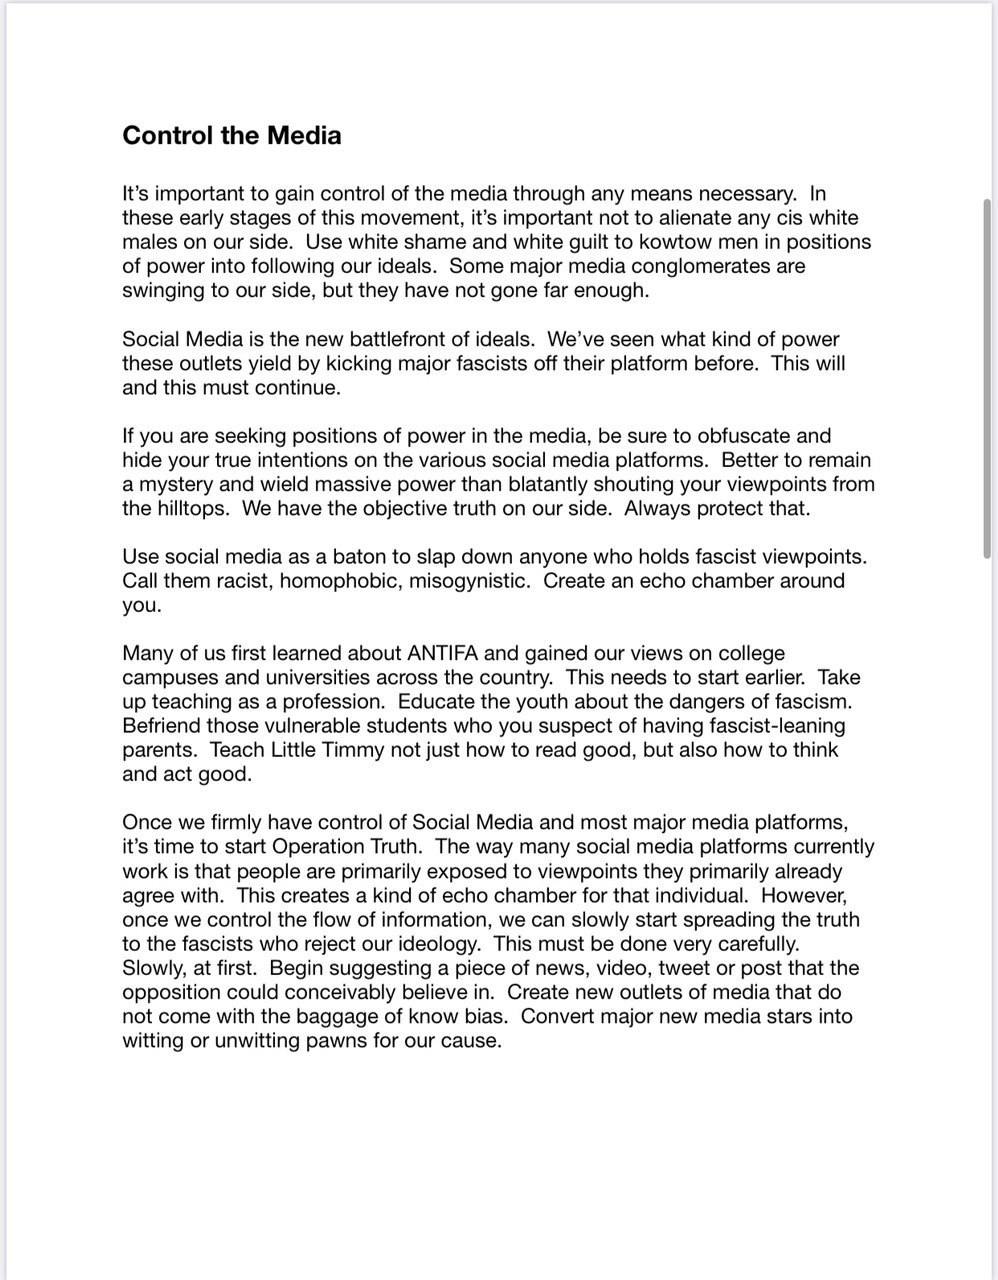 Control the Media
It's important to gain control of the media through any means necessary.  In
these early stages of this movement, it's important not to alienate any cis white
males on our side.  Use white shame and white guilt to kowtow men in positions
of power into following our ideals.  Some major media conglomerates are
swinging to our side, but they have not gone far enough.
Social Media is the new battlefront of ideals.  We've seen what kind of power
these outlets yield by kicking major fascists off their platform before.  This will
and this must continue.
If you are seeking positions of power in the media, be sure to obfuscate and
hide your true intentions on the various social media platforms.  Better to remain
a mystery and wield massive power than blatantly shouting your viewpoints from
the hilltops.  We have the objective truth on our side.  Always protect that.
Use social media as a baton to slap down anyone who holds fascist viewpoints.
Call them racist, homophobic, misogynistic.  Create an echo chamber around
you.
Many of us first learned about ANTIFA and gained our views on college
campuses and universities across the country.  This needs to start earlier.  Take
up teaching as a profession.  Educate the youth about the dangers of fascism.
Befriend those vulnerable students who you suspect of having fascist-leaning
parents.  Teach Little Timmy not just how to read good, but also how to think
and act good.
Once we firmly have control of Social Media and most major media platforms,
it's time to start Operation Truth.  The way many social media platforms currently
work is that people are primarily exposed to viewpoints they primarily already
agree with.  This creates a kind of echo chamber for that individual.  However,
once we control the flow of information, we can slowly start spreading the truth
to the fascists who reject our ideology.  This must be done very carefully.
Slowly, at first.  Begin suggesting a piece of news, video, tweet or post that the
opposition could conceivably believe in.  Create new outlets of media that do
not come with the baggage of know bias.  Convert major new media stars into
witting or unwitting pawns for our cause.